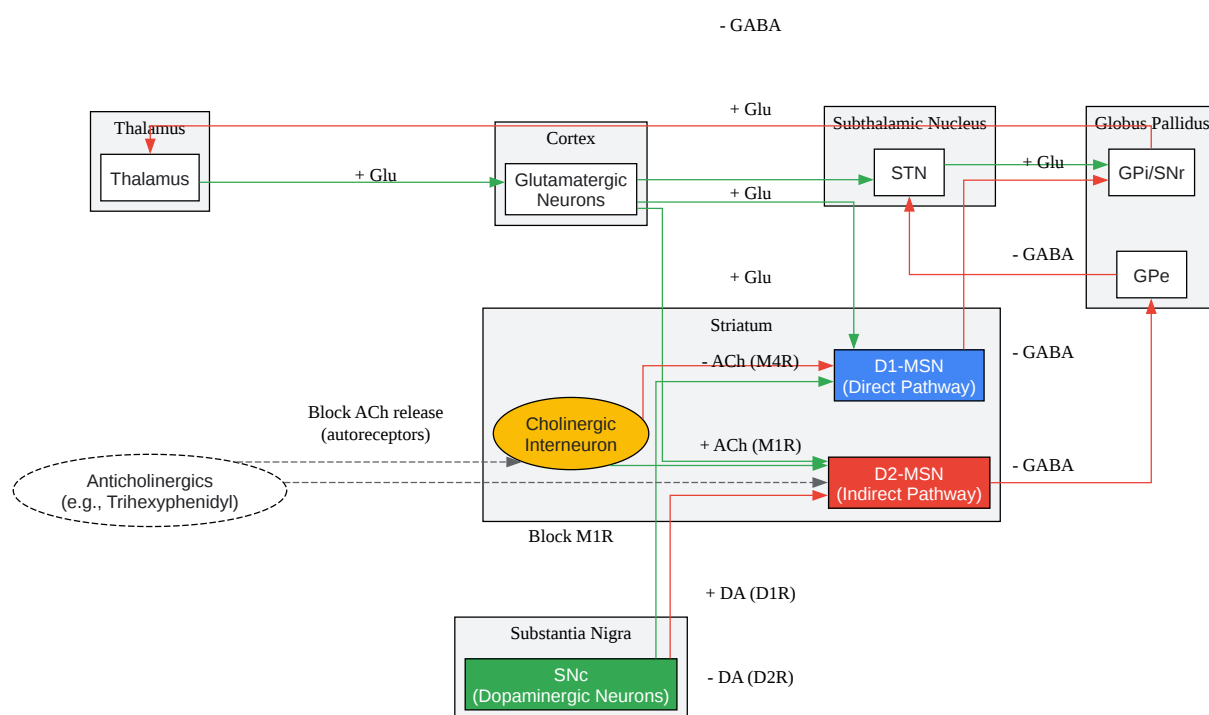 - GABA
+ Glu
Thalamus
Cortex
Subthalamic Nucleus
Globus Pallidus
Thalamus
+ Glu
Glutamatergic
Neurons
+ Glu
STN
+ Glu
GPi/SNr
- GABA
GPe
+ Glu
Striatum
- ACh (M4R)
D1-MSN
(Direct Pathway)
- GABA
Block ACh release
(autoreceptors)
Cholinergic
Interneuron
+ ACh (M1R)
D2-MSN
(Indirect Pathway)
- GABA
Anticholinergics
(e.g., Trihexyphenidyl)
Block M1R
+ DA (D1R)
Substantia Nigra
SNc
(Dopaminergic Neurons)
- DA (D2R)